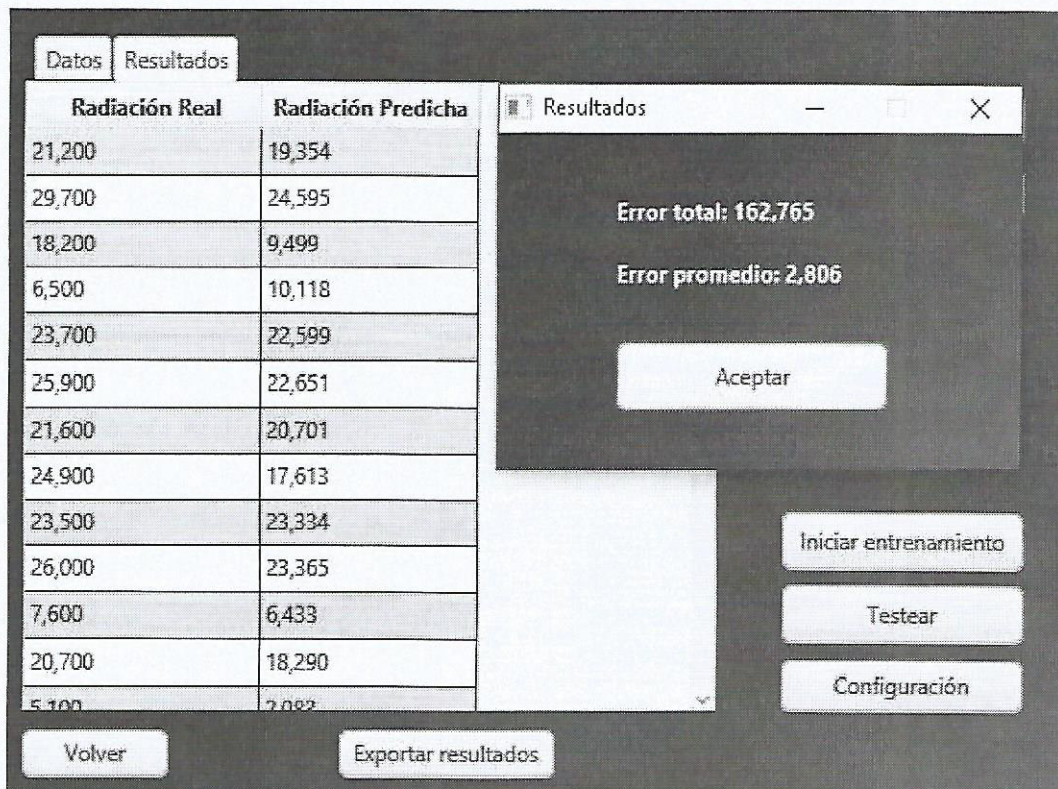 Datos Resultados
Radiación Real Radiación Predicha
21,200 19,354
29,700 24,595
18,200 9,499
6,500 10,118
23,700 22,599
25,900 22,651
21,600 20,701
24,900 17,613
23,500 23,334
26,000 23,365
7,600 6,433
20,700 18,290
5,100
Resultados
Error total: 162,765
Error promedio: 2,806
Aceptar
Iniciar entrenamiento
Testear
Configuración
Volver Exportar resultados